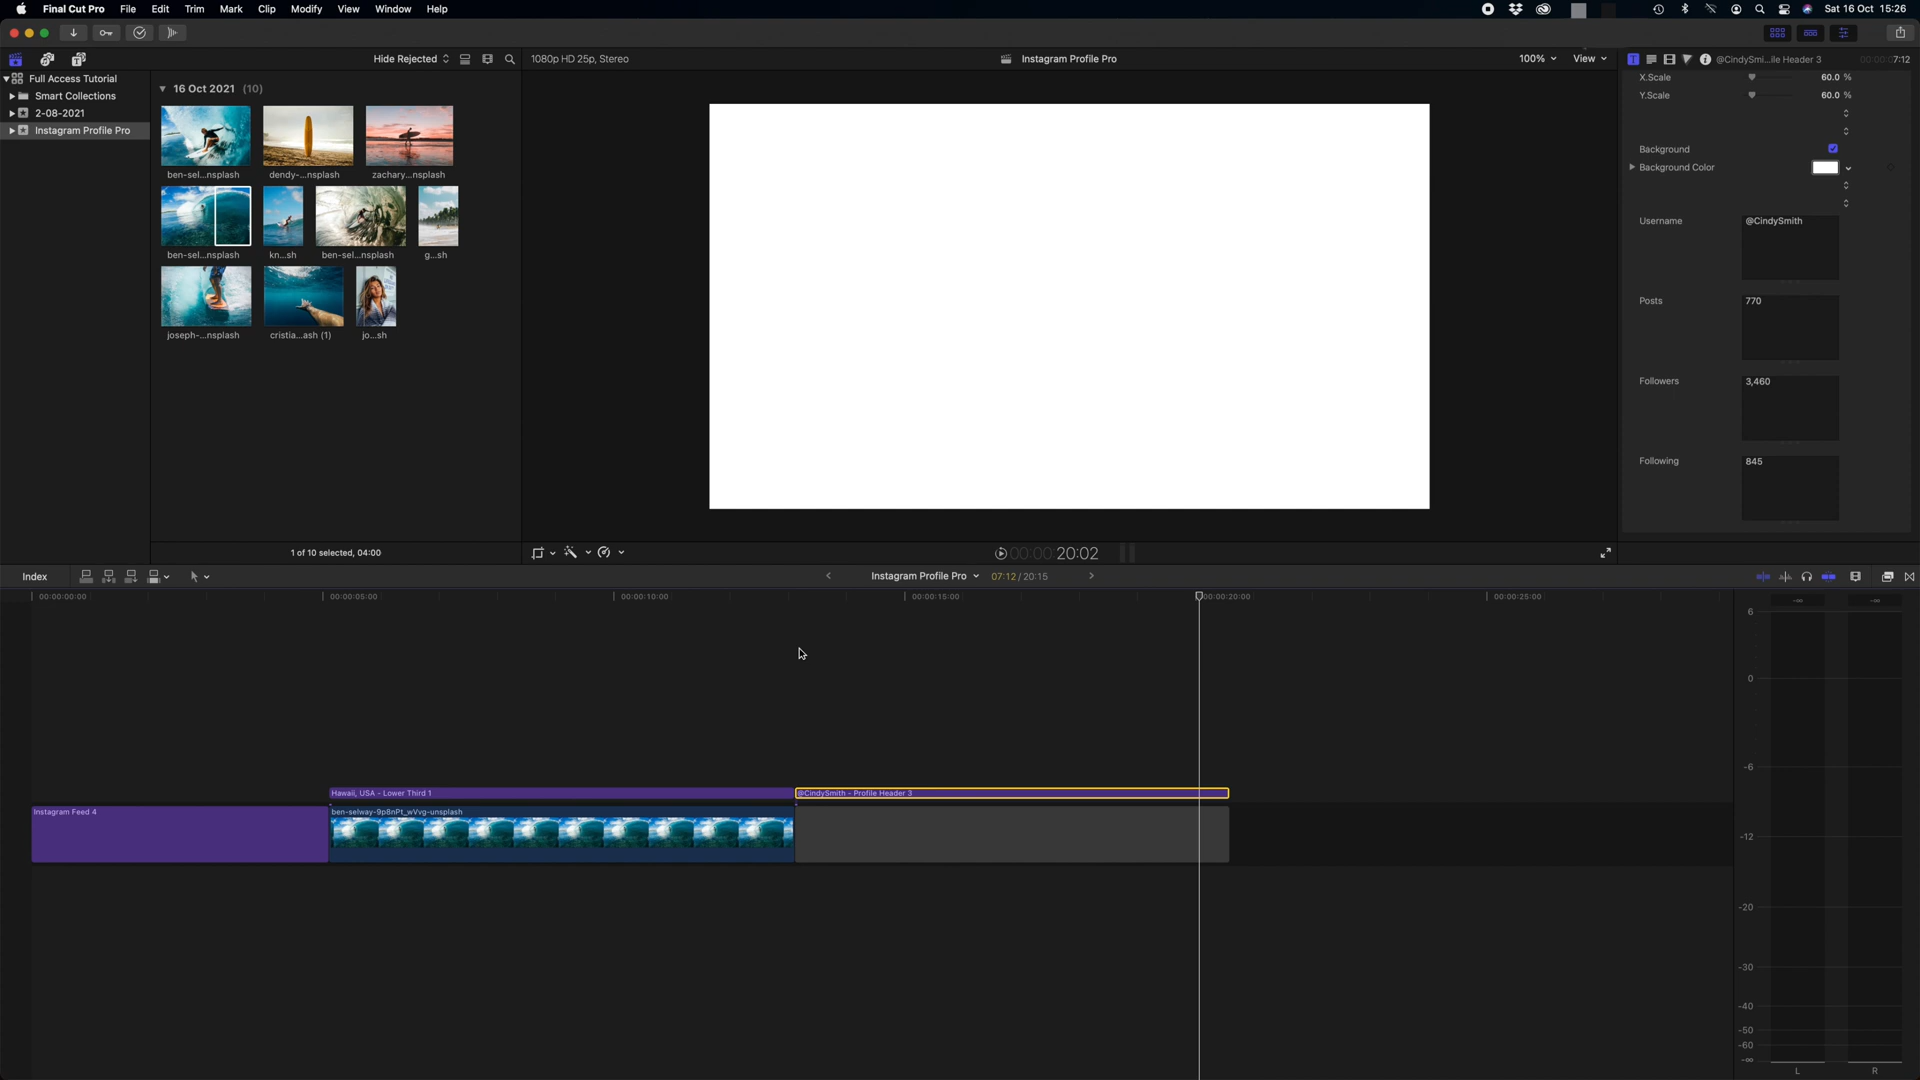 Final Cut Pro File Edit Trim Mark Clip Modify View Window Help Sat 16 Oct 15:26
Hide Rejected 1080p HD 25p, Stereo Instagram Profile Pro 100% View @CindySmi...ile Header 3 00:00:07:12
Full Access Tutorial
Smart Collections
2-08-2021
Instagram Profile Pro
16 Oct 2021 (10)
ben-sel...nsplash dendy-...nsplash zachary...nsplash
ben-sel...nsplash kn...sh ben-sel...nsplash g...sh
joseph-...nsplash cristia...ash (1) jo...sh
1 of 10 selected, 04:00
00:00:00:20:02
X.Scale 60.0 %
Y.Scale 60.0 %
Background
Background Color
Username @CindySmith
Posts 770
Followers 3,460
Following 845
Index Instagram Profile Pro 07:12 / 20:15
00:00:00:00 00:00:05:00 00:00:10:00 00:00:15:00 00:00:20:00 00:00:25:00
Hawaii, USA - Lower Third 1 @CindySmith - Profile Header 3
Instagram Feed 4 ben-selway-9p8nPt_wVvg-unsplash
-∞ -∞
6
0
-6
-12
-20
-30
-40
-50
-60
-∞
L R